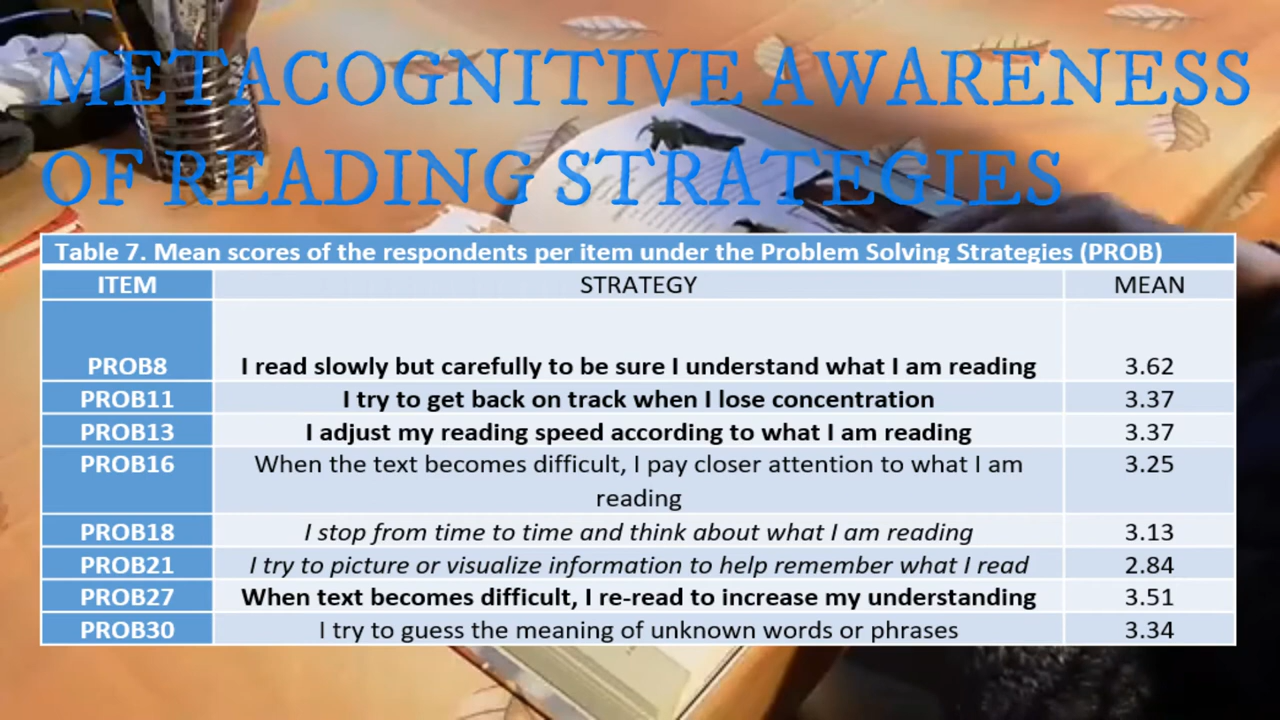 METACOGNITIVE AWARENESS
OF READING STRATEGIES
Table 7. Mean scores of the respondents per item under the Problem Solving Strategies (PROB)
ITEM STRATEGY MEAN
PROB8 I read slowly but carefully to be sure I understand what I am reading 3.62
PROB11 I try to get back on track when I lose concentration 3.37
PROB13 I adjust my reading speed according to what I am reading 3.37
PROB16 When the text becomes difficult, I pay closer attention to what I am 3.25
reading
PROB18 I stop from time to time and think about what I am reading 3.13
PROB21 I try to picture or visualize information to help remember what I read 2.84
PROB27 When text becomes difficult, I re-read to increase my understanding 3.51
PROB30 I try to guess the meaning of unknown words or phrases 3.34